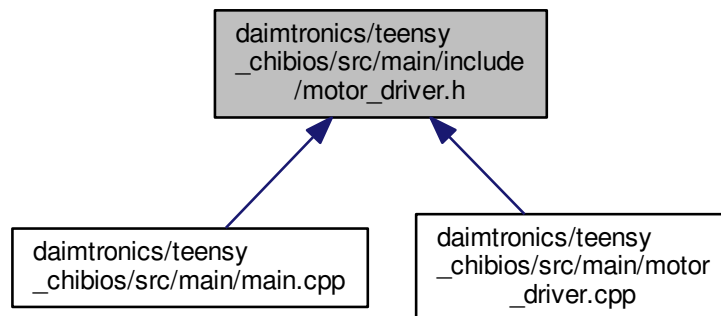 daimtronics/teensy
_chibios/src/main/include
/motor_driver.h
daimtronics/teensy
_chibios/src/main/main.cpp
daimtronics/teensy
_chibios/src/main/motor
_driver.cpp